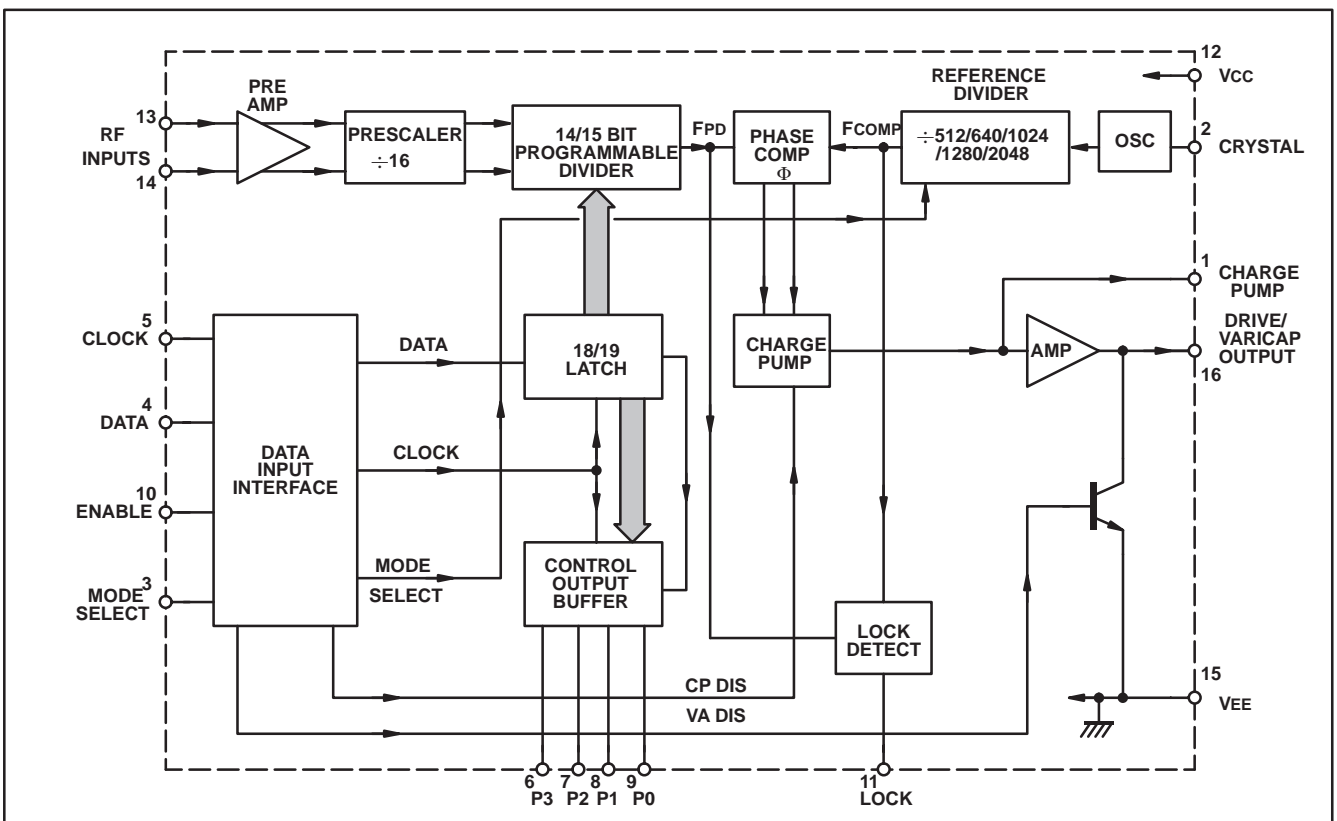 12
VCC
PRE
AMP
REFERENCE
DIVIDER
13
RF
INPUTS
14
PRESCALER
÷16
14/15 BIT
PROGRAMMABLE
DIVIDER
FPD
PHASE
COMP
Φ
FCOMP
÷512/640/1024
/1280/2048
OSC
2
CRYSTAL
1
CHARGE
PUMP
5
CLOCK
DATA
18/19
LATCH
CHARGE
PUMP
AMP
DRIVE/
VARICAP
OUTPUT
16
4
DATA
DATA
INPUT
INTERFACE
CLOCK
10
ENABLE
3
MODE
SELECT
MODE
SELECT
CONTROL
OUTPUT
BUFFER
LOCK
DETECT
CP DIS
VA DIS
15
VEE
6
P3
7
P2
8
P1
9
P0
11
LOCK